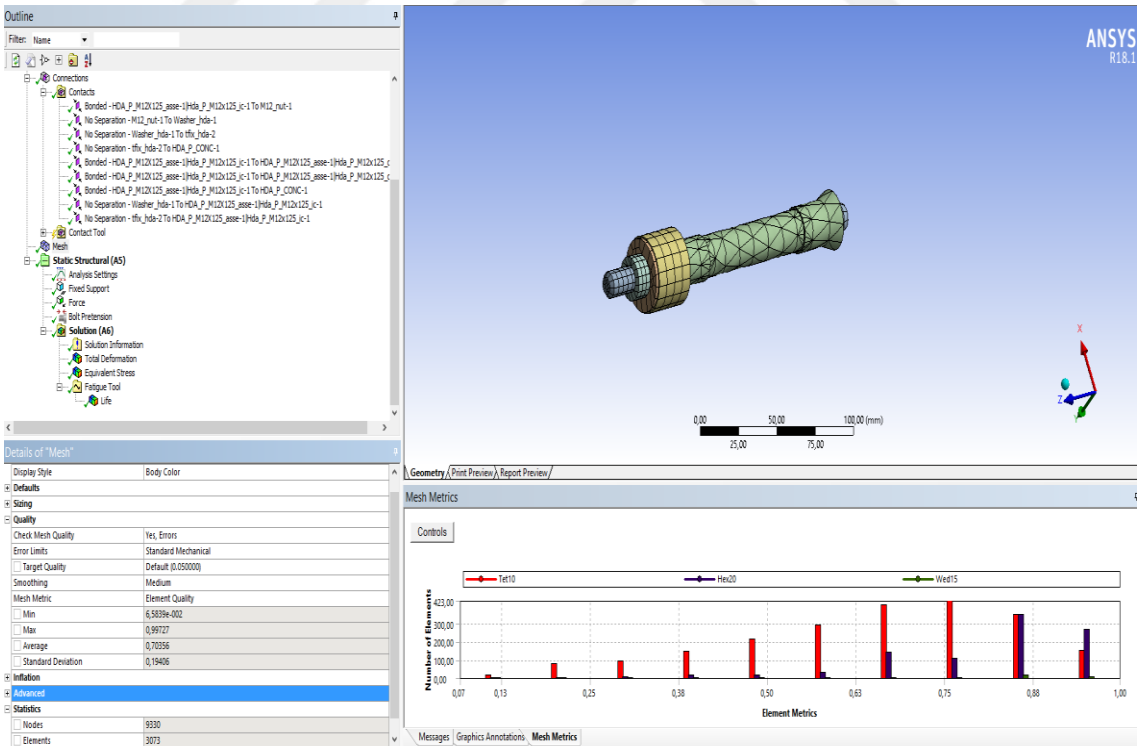 Outline
Filter: Name
Connections
Contacts
Bonded - HDA_P_M12X125_asse-1|Hda_P_M12x125_ic-1 To M12_nut-1
No Separation - M12_nut-1 To Washer_hda-1
No Separation - Washer_hda-1 To tfix_hda-2
No Separation - tfix_hda-2 To HDA_P_CONC-1
Bonded - HDA_P_M12X125_asse-1|Hda_P_M12x125_ic-1 To HDA_P_M12X125_asse-1|Hda_P_M12x125_c
Bonded - HDA_P_M12X125_asse-1|Hda_P_M12x125_ic-1 To HDA_P_M12X125_asse-1|Hda_P_M12x125_c
Bonded - HDA_P_M12X125_asse-1|Hda_P_M12x125_ic-1 To HDA_P_CONC-1
No Separation - Washer_hda-1 To HDA_P_M12X125_asse-1|Hda_P_M12x125_ic-1
No Separation - tfix_hda-2 To HDA_P_M12X125_asse-1|Hda_P_M12x125_ic-1
Contact Tool
Mesh
Static Structural (A5)
Analysis Settings
Fixed Support
Force
Bolt Pretension
Solution (A6)
Solution Information
Total Deformation
Equivalent Stress
Fatigue Tool
Life
ANSYS
R18.1
X
Z
Y
0,00 50,00 100,00 (mm)
25,00 75,00
Geometry Print Preview Report Preview
Details of "Mesh"
Display Style Body Color
Defaults
Sizing
Quality
Check Mesh Quality Yes, Errors
Error Limits Standard Mechanical
Target Quality Default (0.050000)
Smoothing Medium
Mesh Metric Element Quality
Min 6,5839e-002
Max 0,99727
Average 0,70356
Standard Deviation 0,19406
Inflation
Advanced
Statistics
Nodes 9330
Elements 3073
Mesh Metrics
Controls
Tet10 Hex20 Wed15
Number of Elements
423,00
300,00
200,00
100,00
0,00
0,07 0,13 0,25 0,38 0,50 0,63 0,75 0,88 1,00
Element Metrics
Messages Graphics Annotations Mesh Metrics